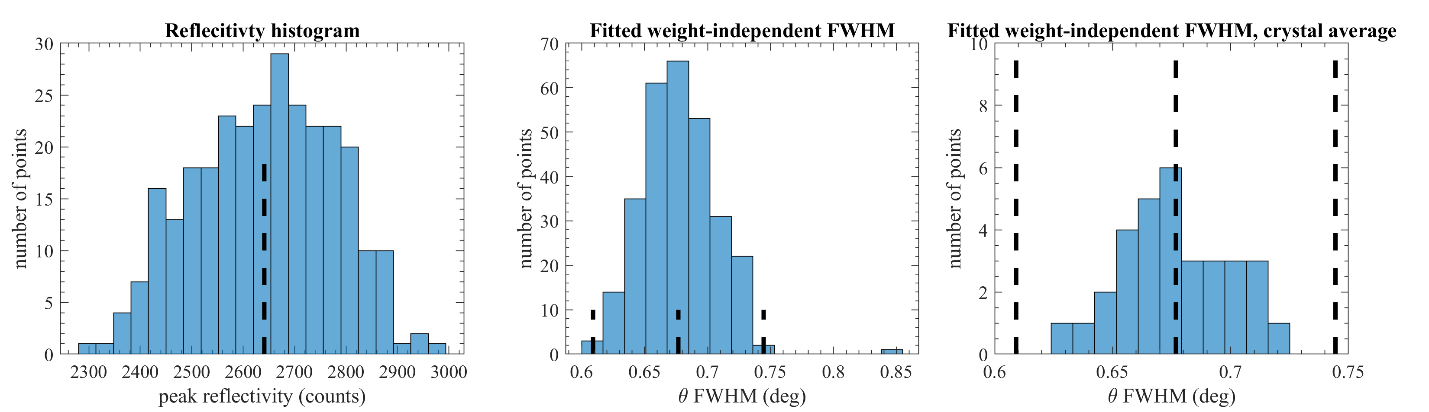 Reflecitivty histogram
30
25
20
15
10
5
0
number of points
2300 2400 2500 2600 2700 2800 2900 3000
peak reflectivity (counts)
Fitted weight-independent FWHM
70
60
50
40
30
20
10
0
number of points
0.6 0.65 0.7 0.75 0.8 0.85
θ FWHM (deg)
Fitted weight-independent FWHM, crystal average
10
8
6
4
2
0
number of points
0.6 0.65 0.7 0.75
θ FWHM (deg)